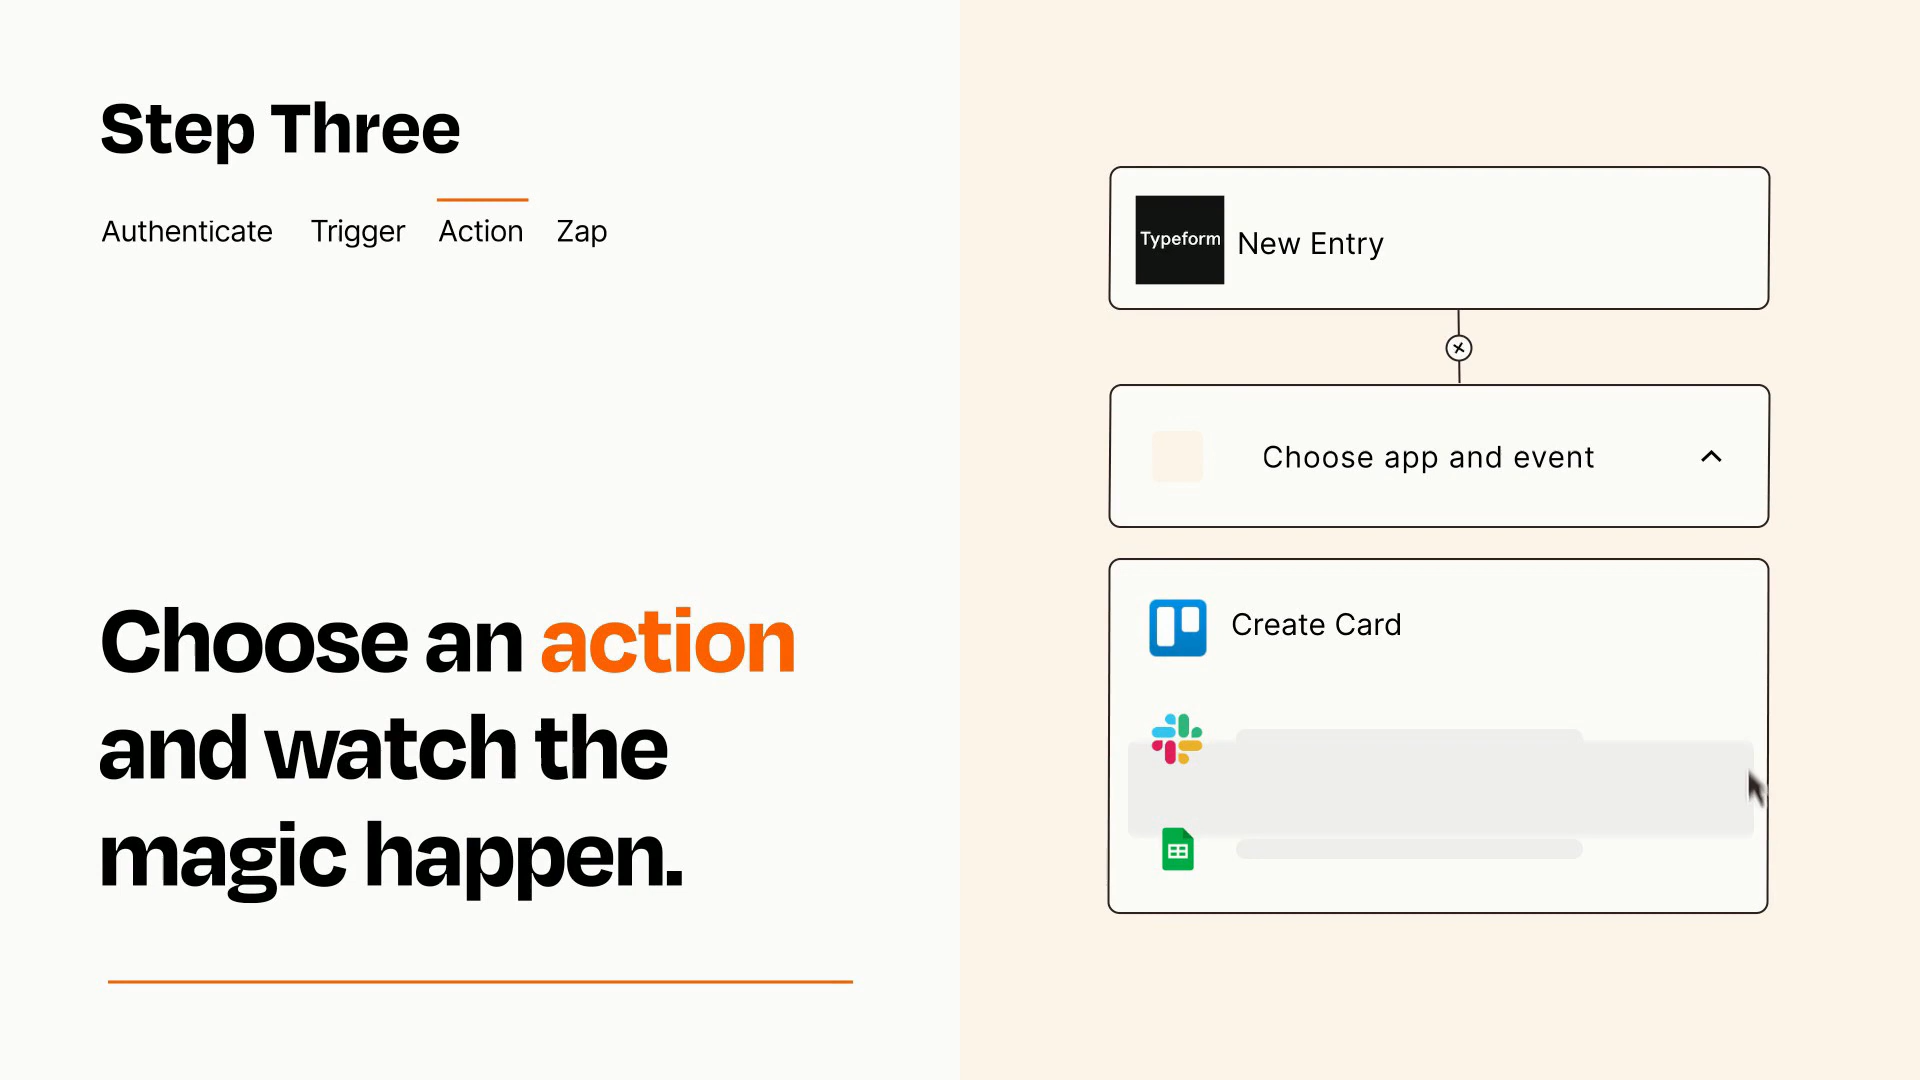 Step Three
Authenticate Trigger Action Zap
Choose an action
and watch the
magic happen.
Typeform New Entry
Choose app and event
Create Card